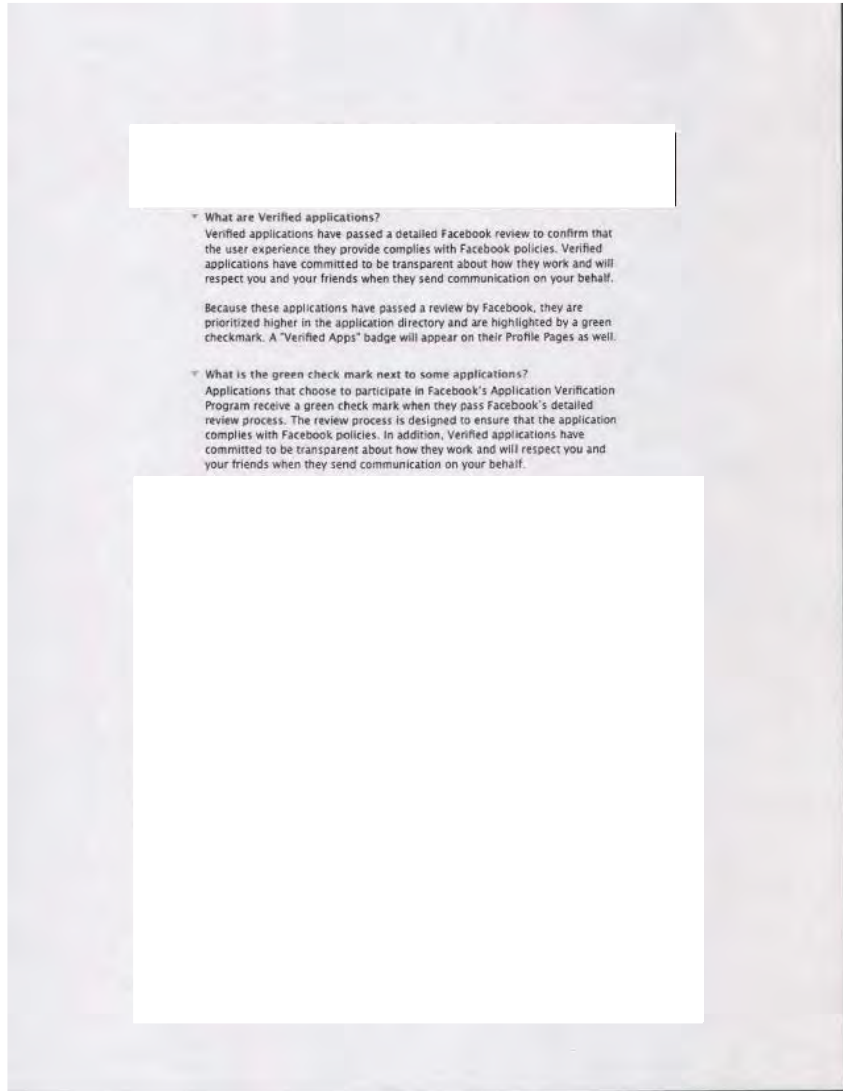 What are Verified applications?
Verified applications have passed a detailed Facebook review to confirm that
the user experience they provide complies with Facebook policies. Verified
applications have committed to be transparent about how they work and will
respect you and your friends when they send communication on your behalf.
Because these applications have passed a review by Facebook, they are
prioritized higher in the application directory and are highlighted by a green
checkmark. A "Verified Apps" badge will appear on their Profile Pages as well.
What is the green check mark next to some applications?
Applications that choose to participate in Facebook's Application Verification
Program receive a green check mark when they pass Facebook's detailed
review process. The review process is designed to ensure that the application
complies with Facebook policies. In addition, Verified applications have
committed to be transparent about how they work and will respect you and
your friends when they send communication on your behalf.